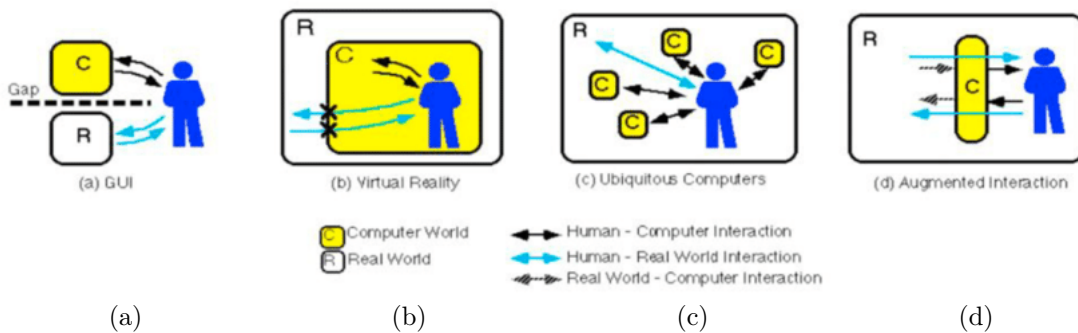 C
Gap
R
(a) GUI
R
C
(b) Virtual Reality
R
C
C
C
C
(c) Ubiquitous Computers
R
C
(d) Augmented Interaction
C Computer World
R Real World
Human - Computer Interaction
Human - Real World Interaction
Real World - Computer Interaction
(a) (b) (c) (d)